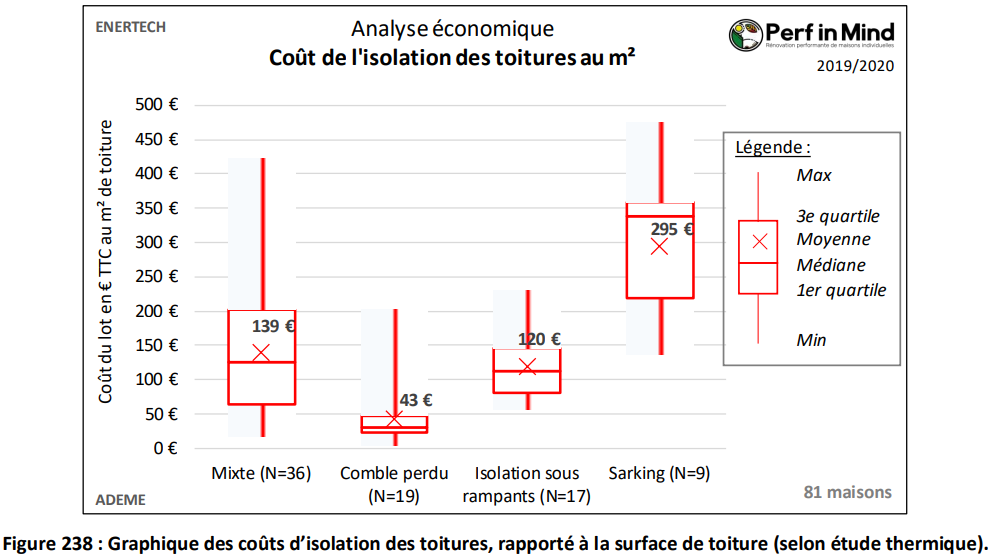 ENERTECH
Analyse économique
Coût de l'isolation des toitures au m²
Perf in Mind
Rénovation performante de maisons individuelles
2019/2020
Coût du lot en € TTC au m² de toiture
500 €
450 €
400 €
350 €
300 €
250 €
200 €
150 €
100 €
50 €
0 €
139 €
43 €
120 €
295 €
Mixte (N=36)
Comble perdu
(N=19)
Isolation sous
rampants (N=17)
Sarking (N=9)
Légende :
Max
3e quartile
Moyenne
Médiane
1er quartile
Min
ADEME
81 maisons
Figure 238 : Graphique des coûts d’isolation des toitures, rapporté à la surface de toiture (selon étude thermique).